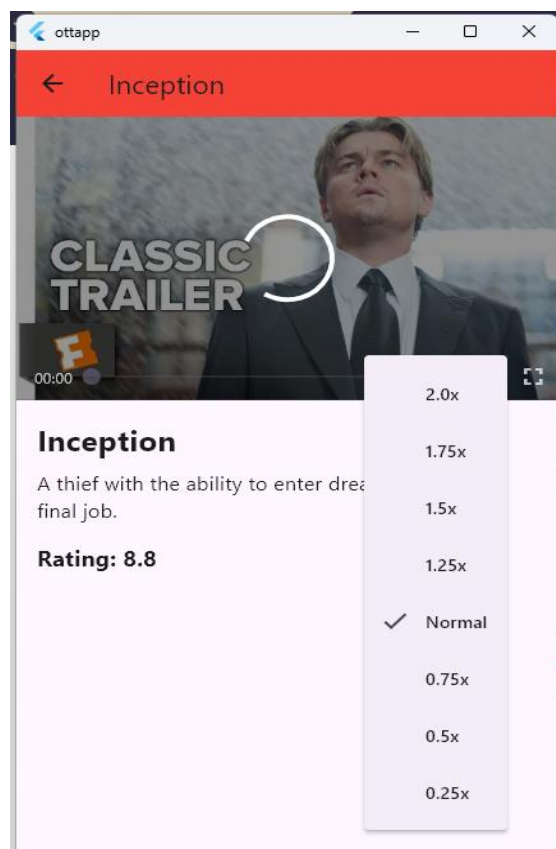 ottapp
Inception
CLASSIC
TRAILER
00:00
2.0x
1.75x
1.5x
1.25x
Normal
0.75x
0.5x
0.25x
Inception
A thief with the ability to enter
final job.
Rating: 8.8